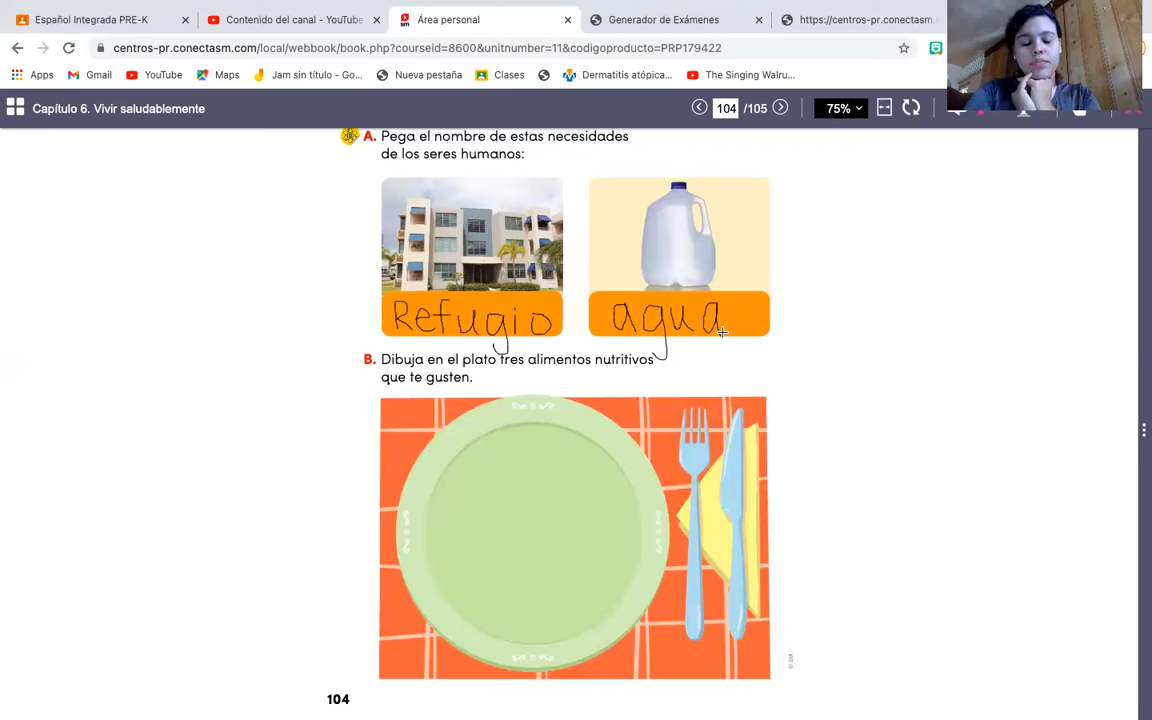 Español Integrada PRE-K
Contenido del canal - YouTube
Área personal
Generador de Exámenes
https://centros-pr.conectasm.
centros-pr.conectasm.com/local/webbook/book.php?courseid=8600&unitnumber=11&codigoproducto=PRP179422
Apps Gmail YouTube Maps Jam sin título - Go... Nueva pestaña Clases Dermatitis atópica... The Singing Walru...
Capítulo 6. Vivir saludablemente 104 /105 75%
A. Pega el nombre de estas necesidades
de los seres humanos:
Refugio agua
B. Dibuja en el plato tres alimentos nutritivos
que te gusten.
© SM
104